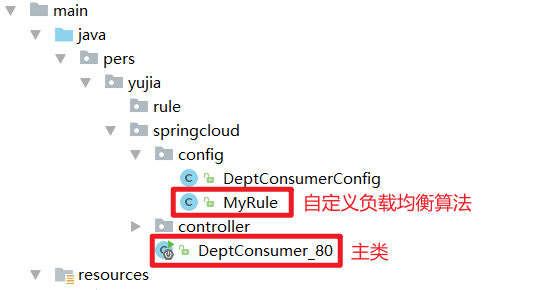 main
java
pers
yujia
rule
springcloud
config
DeptConsumerConfig
MyRule 自定义负载均衡算法
controller
DeptConsumer_80 主类
resources